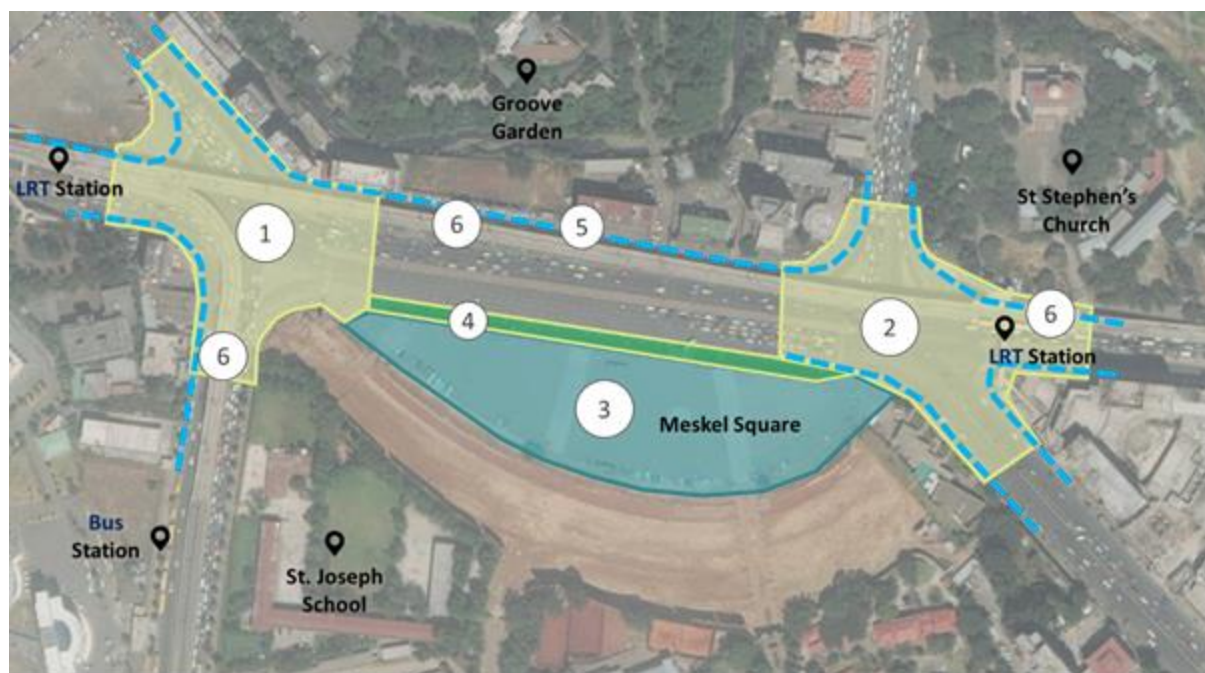 Groove
Garden
LRT Station
St Stephen's
Church
1
6
5
6
4
2
LRT Station
6
3
Meskel Square
Bus
Station
St. Joseph
School